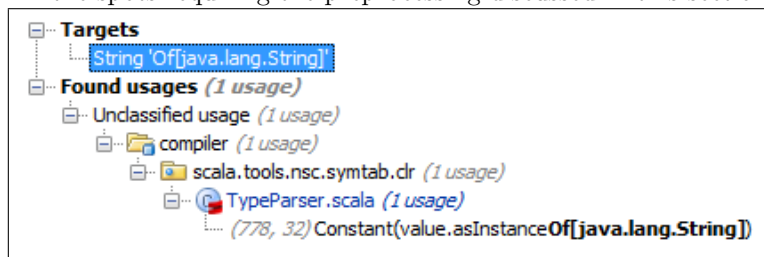 Targets
String 'Of[java.lang.String]'
Found usages (1 usage)
Unclassified usage (1 usage)
compiler (1 usage)
scala.tools.nsc.symtab.clr (1 usage)
TypeParser.scala (1 usage)
(778, 32) Constant(value.asInstanceOf[java.lang.String])